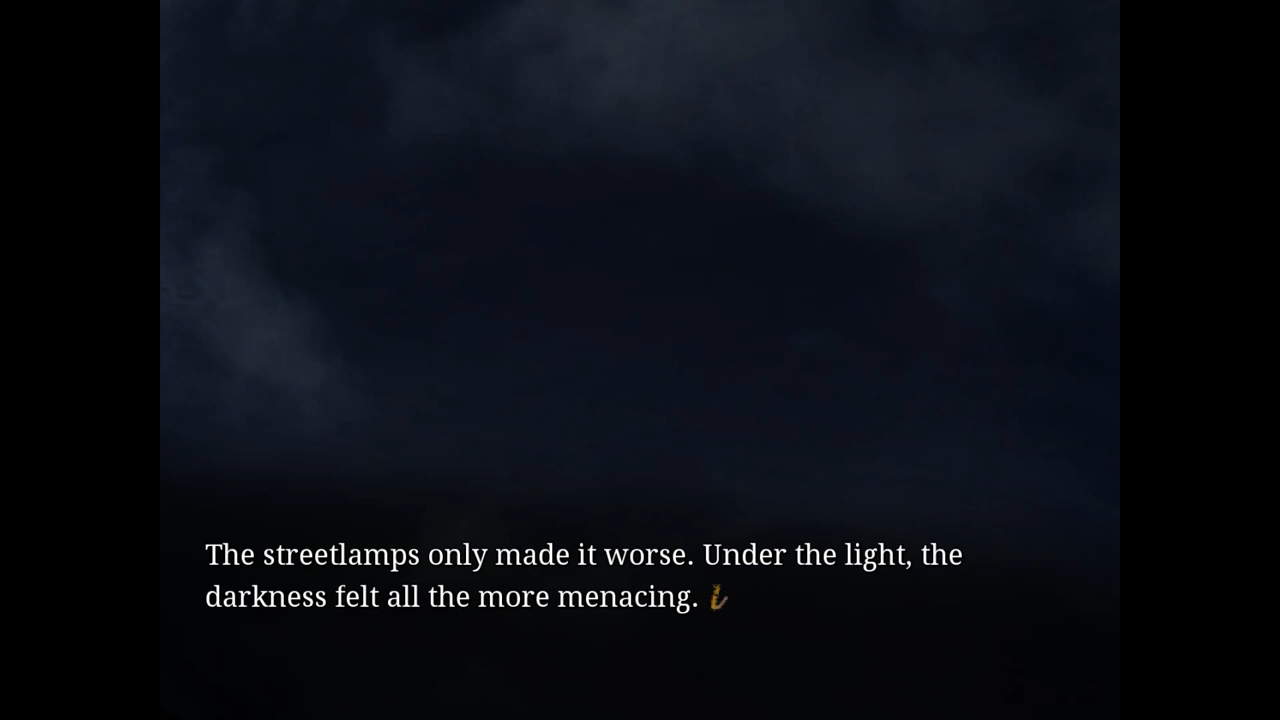 The streetlamps only made it worse. Under the light, the
darkness felt all the more menacing.